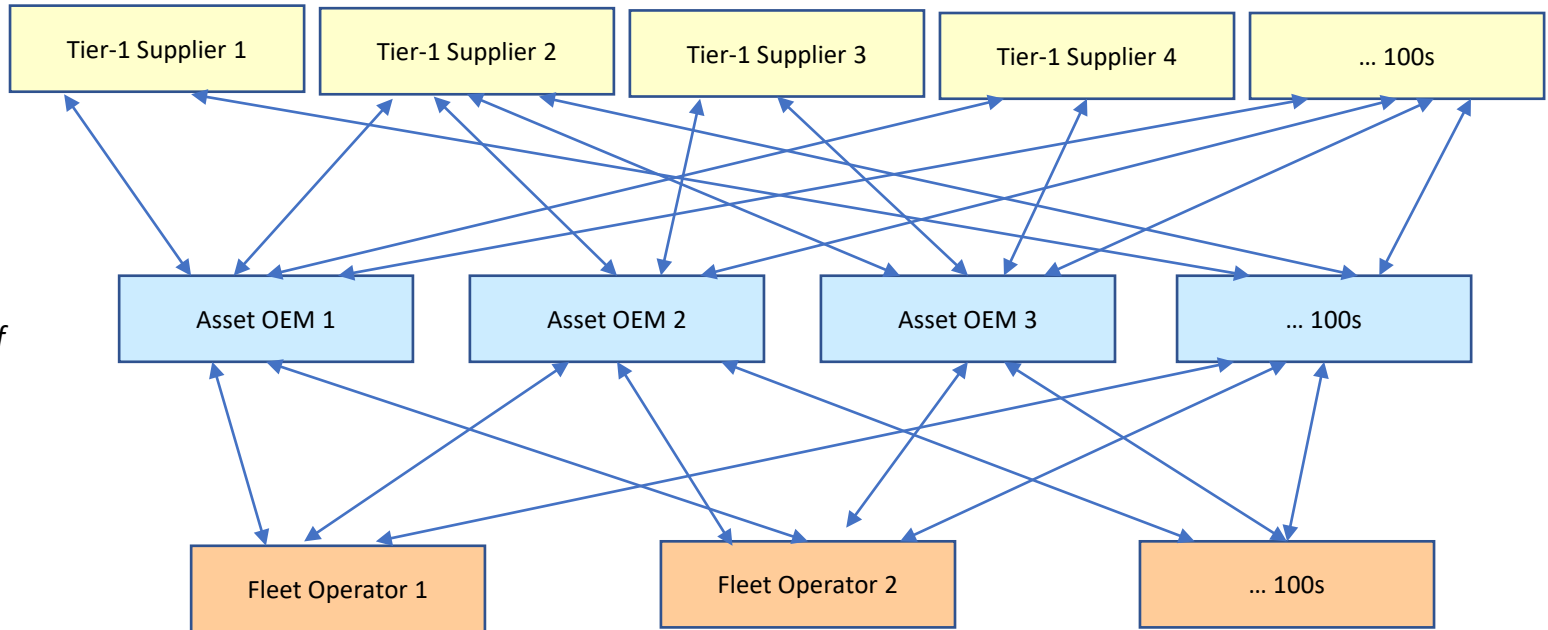 Tier-1 Supplier 1
Tier-1 Supplier 2
Tier-1 Supplier 3
Tier-1 Supplier 4
… 100s
Asset OEM 1
Asset OEM 2
Asset OEM 3
… 100s
f
Fleet Operator 1
Fleet Operator 2
… 100s